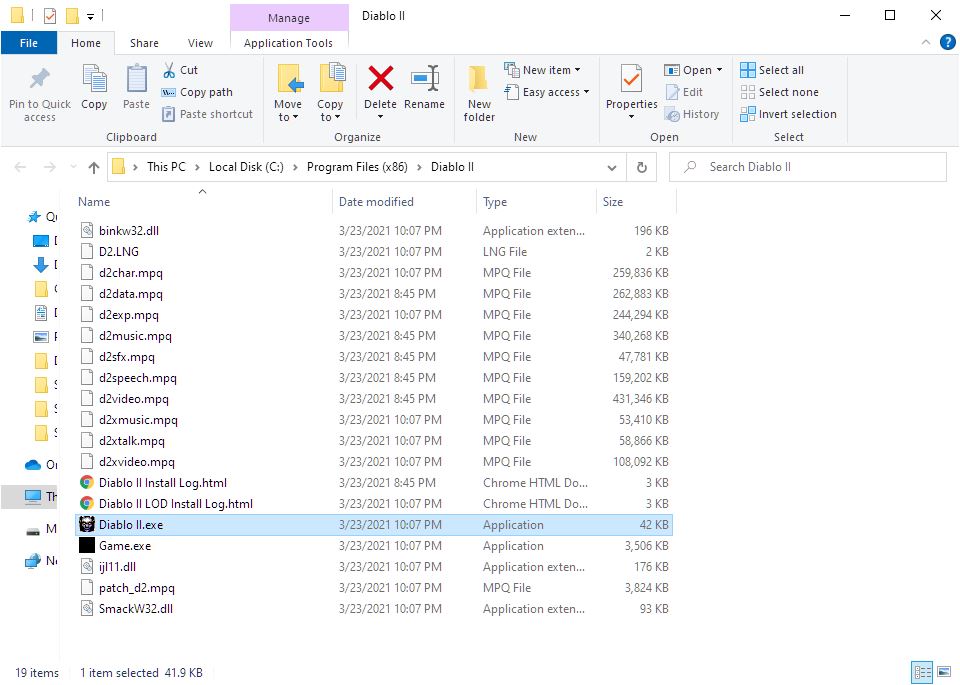 Manage Diablo II
File Home Share View Application Tools
Pin to Quick access
Copy
Paste
Cut
Copy path
Paste shortcut
Clipboard
Move to
Copy to
Delete
Rename
Organize
New folder
New item
Easy access
New
Properties
Open
Edit
History
Open
Select all
Select none
Invert selection
Select
This PC > Local Disk (C:) > Program Files (x86) > Diablo II
Search Diablo II
Name Date modified Type Size
binkw32.dll 3/23/2021 10:07 PM Application exten... 196 KB
D2.LNG 3/23/2021 10:07 PM LNG File 2 KB
d2char.mpq 3/23/2021 10:07 PM MPQ File 259,836 KB
d2data.mpq 3/23/2021 8:45 PM MPQ File 262,883 KB
d2exp.mpq 3/23/2021 10:07 PM MPQ File 244,294 KB
d2music.mpq 3/23/2021 8:45 PM MPQ File 340,268 KB
d2sfx.mpq 3/23/2021 8:45 PM MPQ File 47,781 KB
d2speech.mpq 3/23/2021 8:45 PM MPQ File 159,202 KB
d2video.mpq 3/23/2021 8:45 PM MPQ File 431,346 KB
d2xmusic.mpq 3/23/2021 10:07 PM MPQ File 53,410 KB
d2xtalk.mpq 3/23/2021 10:07 PM MPQ File 58,866 KB
d2xvideo.mpq 3/23/2021 10:07 PM MPQ File 108,092 KB
Diablo II Install Log.html 3/23/2021 8:45 PM Chrome HTML Do... 3 KB
Diablo II LOD Install Log.html 3/23/2021 10:07 PM Chrome HTML Do... 3 KB
Diablo II.exe 3/23/2021 10:07 PM Application 42 KB
Game.exe 3/23/2021 10:07 PM Application 3,506 KB
ijl11.dll 3/23/2021 10:07 PM Application exten... 176 KB
patch_d2.mpq 3/23/2021 10:07 PM MPQ File 3,824 KB
SmackW32.dll 3/23/2021 10:07 PM Application exten... 93 KB
19 items 1 item selected 41.9 KB